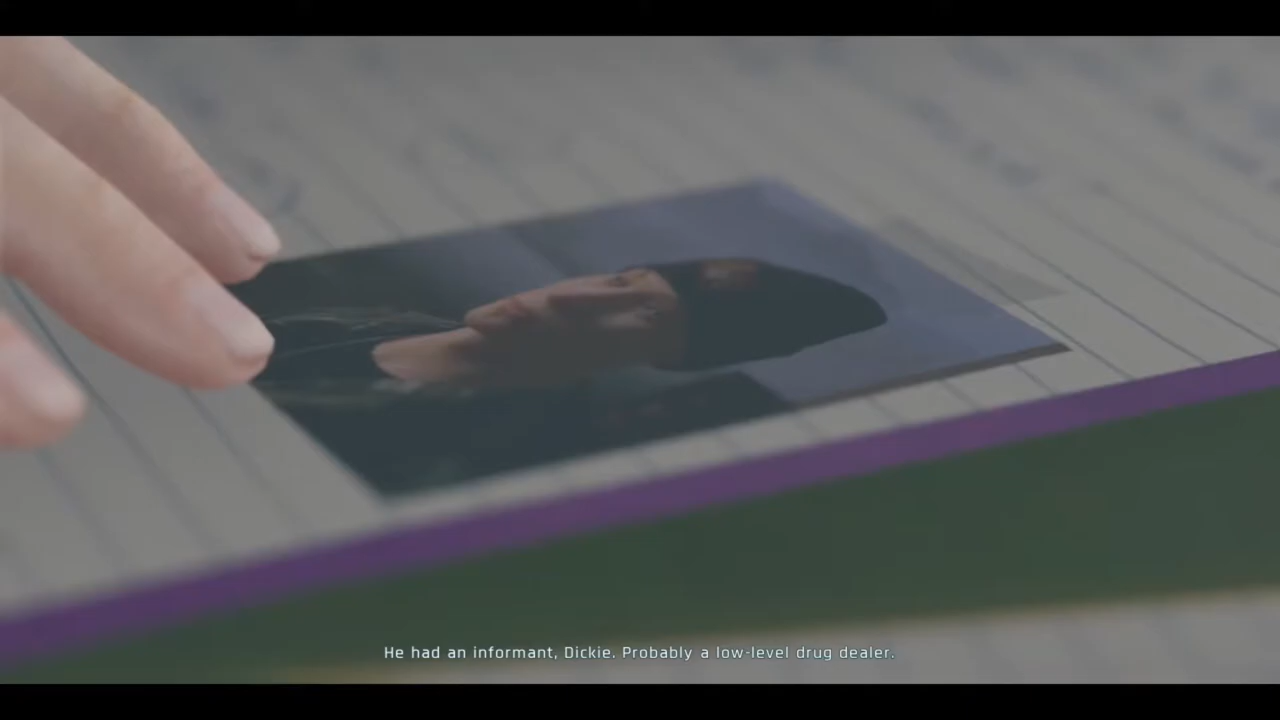 He had an informant, Dickie. Probably a low-level drug dealer.